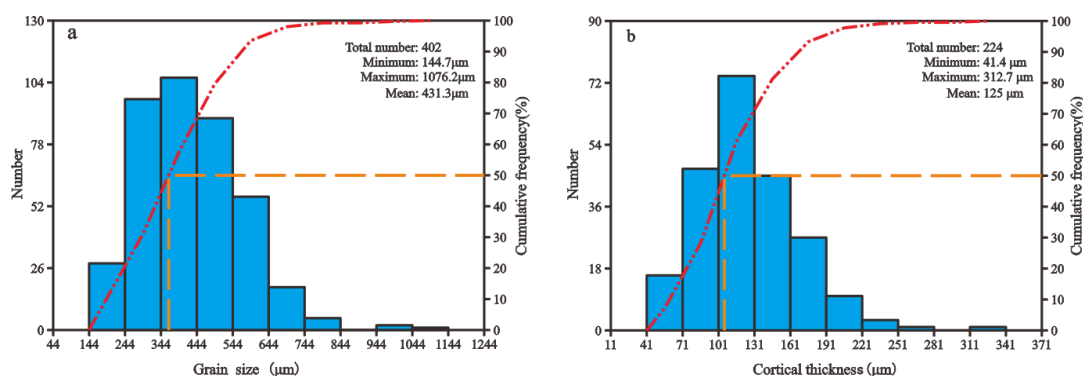 a
Total number: 402
Minimum: 144.7μm
Maximum: 1076.2μm
Mean: 431.3μm
Number
130
104
78
52
26
0
Cumulative frequency(%)
100
90
80
70
60
50
40
30
20
10
0
44 144 244 344 444 544 644 744 844 944 1044 1144 1244
Grain size (μm)
b
Total number: 224
Minimum: 41.4 μm
Maximum: 312.7 μm
Mean: 125 μm
Number
90
72
54
36
18
0
Cumulative frequency(%)
100
90
80
70
60
50
40
30
20
10
0
11 41 71 101 131 161 191 221 251 281 311 341 371
Cortical thickness (μm)